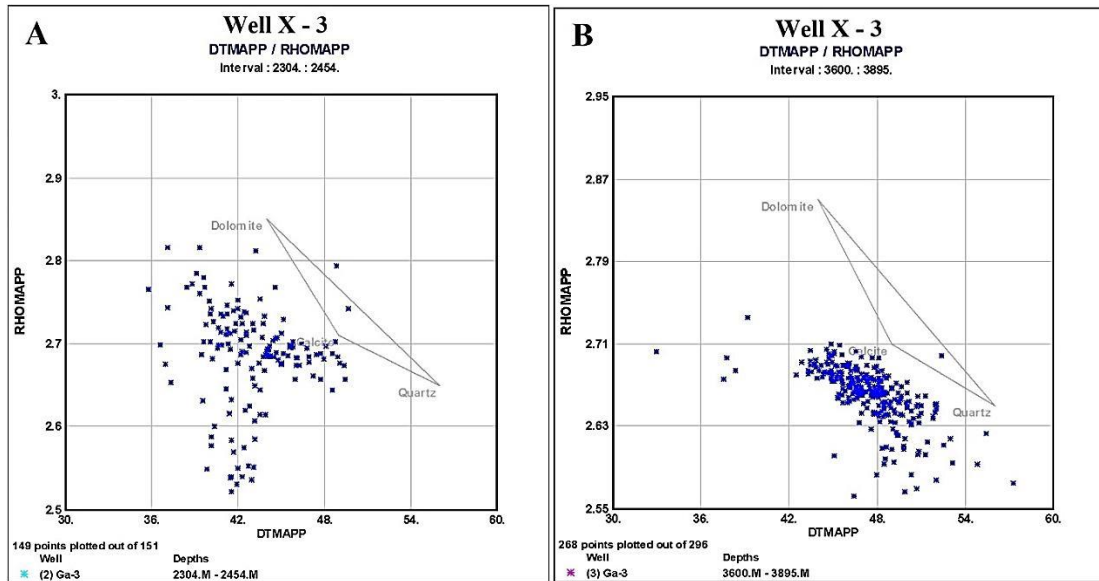 A
Well X - 3
DTMAPP / RHOMAPP
Interval : 2304. : 2454.
3.
2.9
2.8
2.7
2.6
2.5
RHOMAPP
Dolomite
Calcite
Quartz
30.
36.
42.
48.
54.
60.
DTMAPP
149 points plotted out of 151
Well Depths
(2) Ga-3 2304.M - 2454.M
B
Well X - 3
DTMAPP / RHOMAPP
Interval : 3600. : 3895.
2.95
2.87
2.79
2.71
2.63
2.55
RHOMAPP
Dolomite
Calcite
Quartz
30.
36.
42.
48.
54.
60.
DTMAPP
268 points plotted out of 296
Well Depths
(3) Ga-3 3600.M - 3895.M